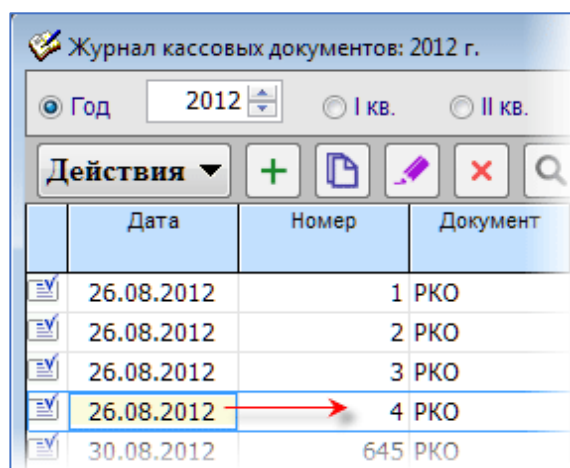 Журнал кассовых документов: 2012 г.
Год 2012 I кв. II кв.
Действия
Дата Номер Документ
26.08.2012 1 РКО
26.08.2012 2 РКО
26.08.2012 3 РКО
26.08.2012 4 РКО
30.08.2012 645 РКО